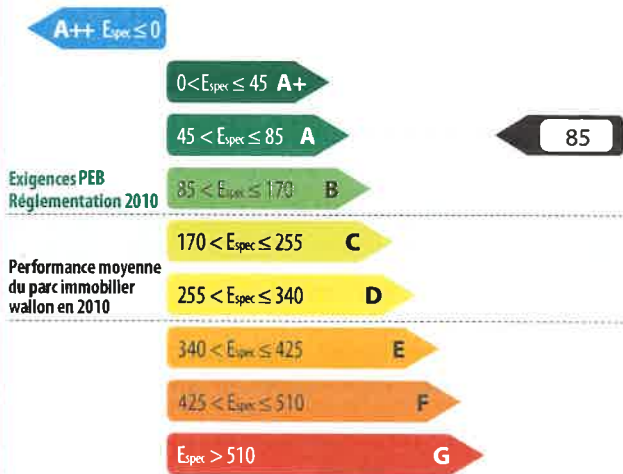 A++ Espec ≤ 0
0 < Espec ≤ 45 A+
45 < Espec ≤ 85 A
85
Exigences PEB
Réglementation 2010
85 < Espec ≤ 170 B
170 < Espec ≤ 255 C
Performance moyenne
du parc immobilier
wallon en 2010
255 < Espec ≤ 340 D
340 < Espec ≤ 425 E
425 < Espec ≤ 510 F
Espec > 510 G